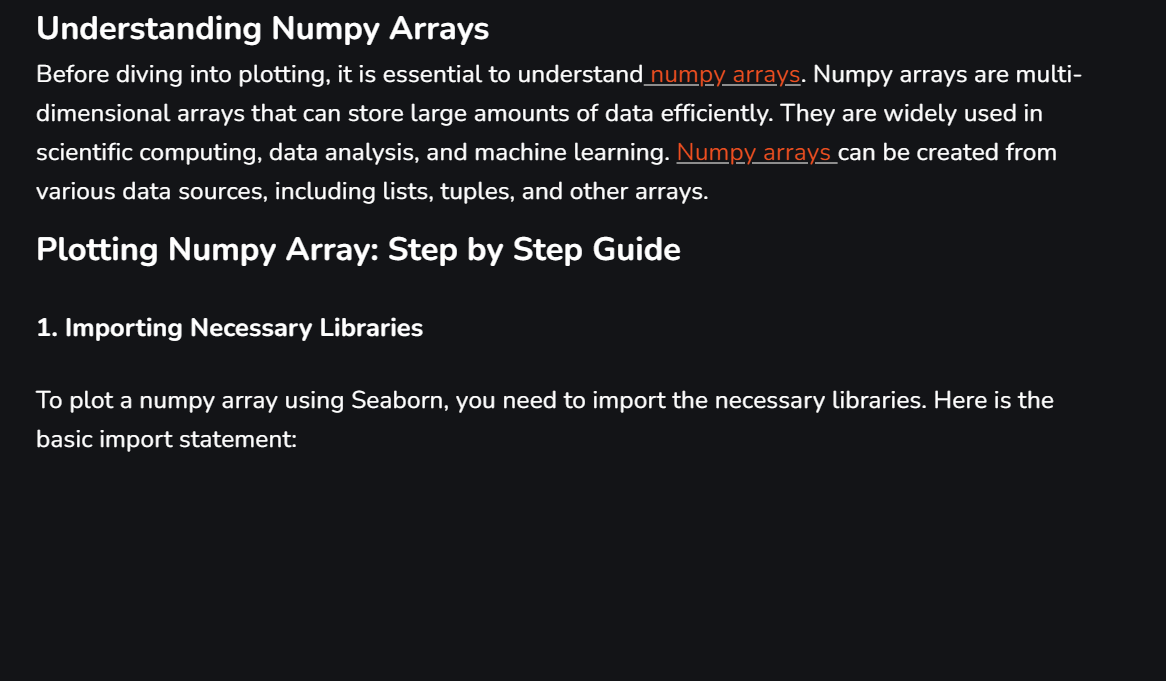 Understanding Numpy Arrays
Before diving into plotting, it is essential to understand numpy arrays. Numpy arrays are multi-
dimensional arrays that can store large amounts of data efficiently. They are widely used in
scientific computing, data analysis, and machine learning. Numpy arrays can be created from
various data sources, including lists, tuples, and other arrays.
Plotting Numpy Array: Step by Step Guide
1. Importing Necessary Libraries
To plot a numpy array using Seaborn, you need to import the necessary libraries. Here is the
basic import statement: